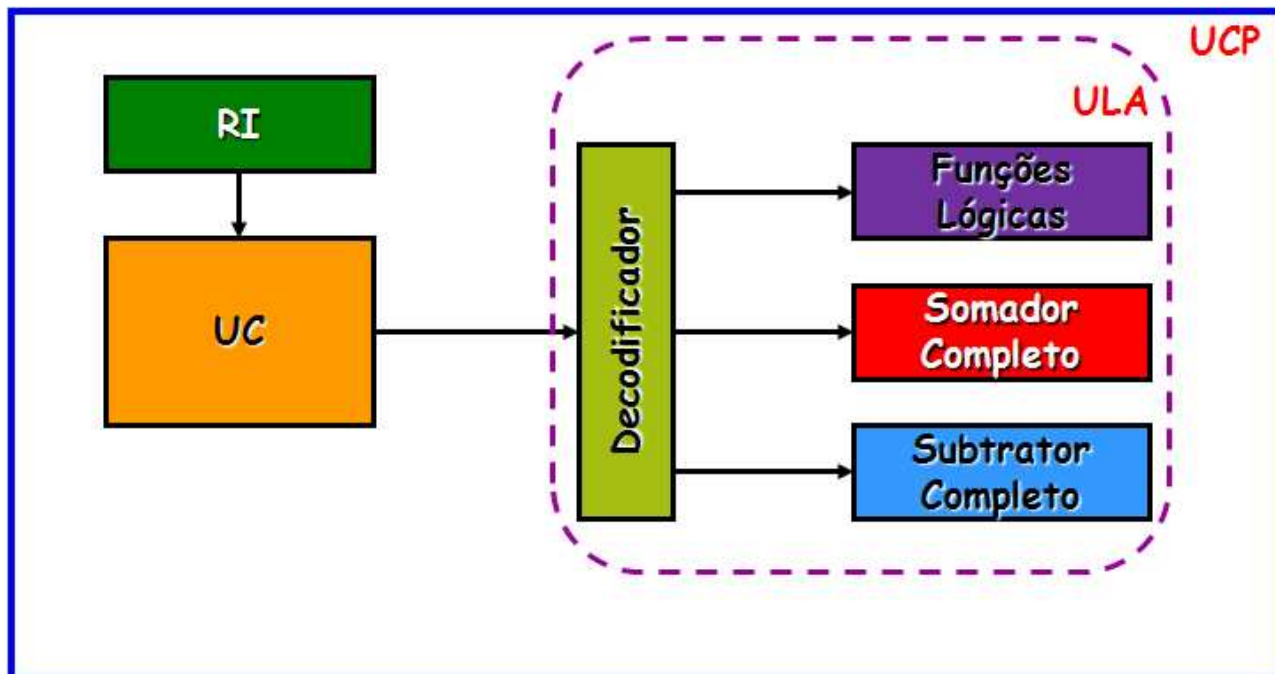 UCP
ULA
RI
UC
Decodificador
Funções
Lógicas
Somador
Completo
Subtrator
Completo